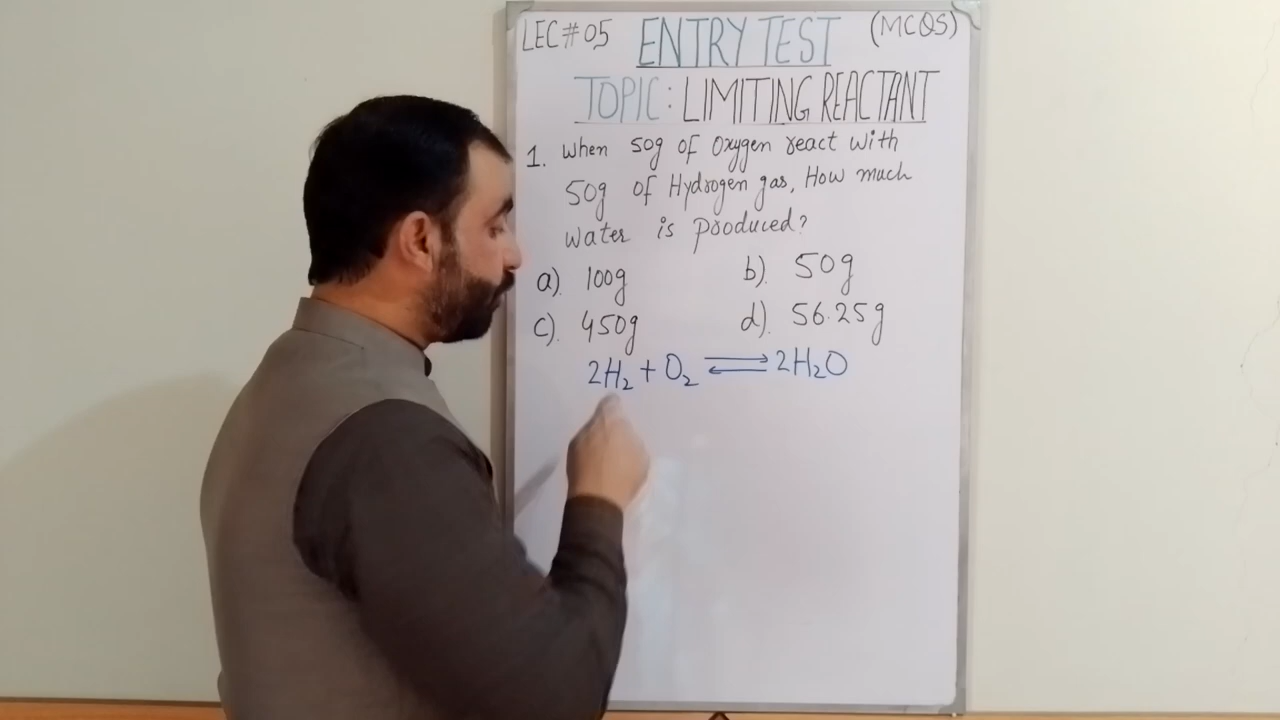 LEC#05 ENTRY TEST (MCQS)
TOPIC: LIMITING REACTANT
1. When 50g of Oxygen react with
50g of Hydrogen gas, How much
water is produced?
a). 100g b). 50g
c). 450g d). 56.25g
2H₂ + O₂ ⇌ 2H₂O